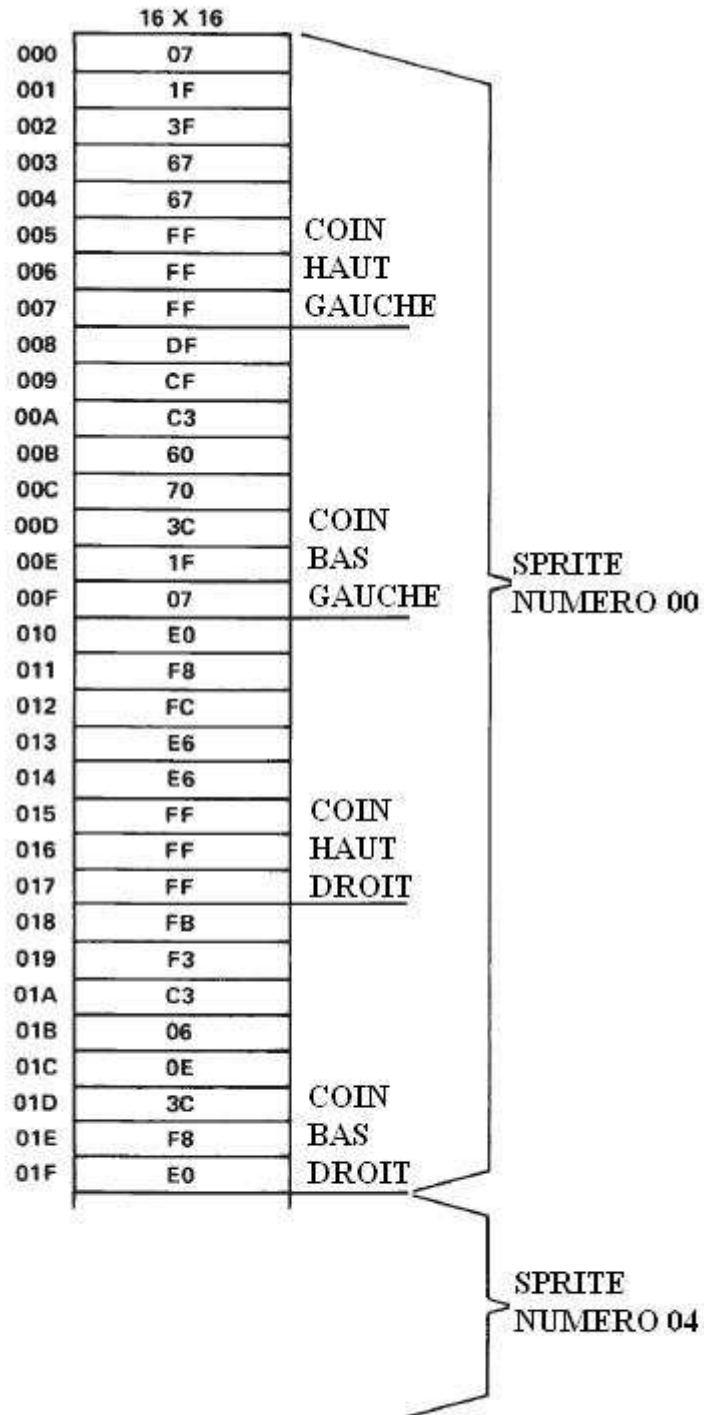 16 X 16
000 07
001 1F
002 3F
003 67
004 67
005 FF COIN
006 FF HAUT
007 FF GAUCHE
008 DF
009 CF
00A C3
00B 60
00C 70
00D 3C COIN
00E 1F BAS SPRITE
00F 07 GAUCHE NUMERO 00
010 E0
011 F8
012 FC
013 E6
014 E6
015 FF COIN
016 FF HAUT
017 FF DROIT
018 FB
019 F3
01A C3
01B 06
01C 0E
01D 3C COIN
01E F8 BAS
01F E0 DROIT
SPRITE
NUMERO 04